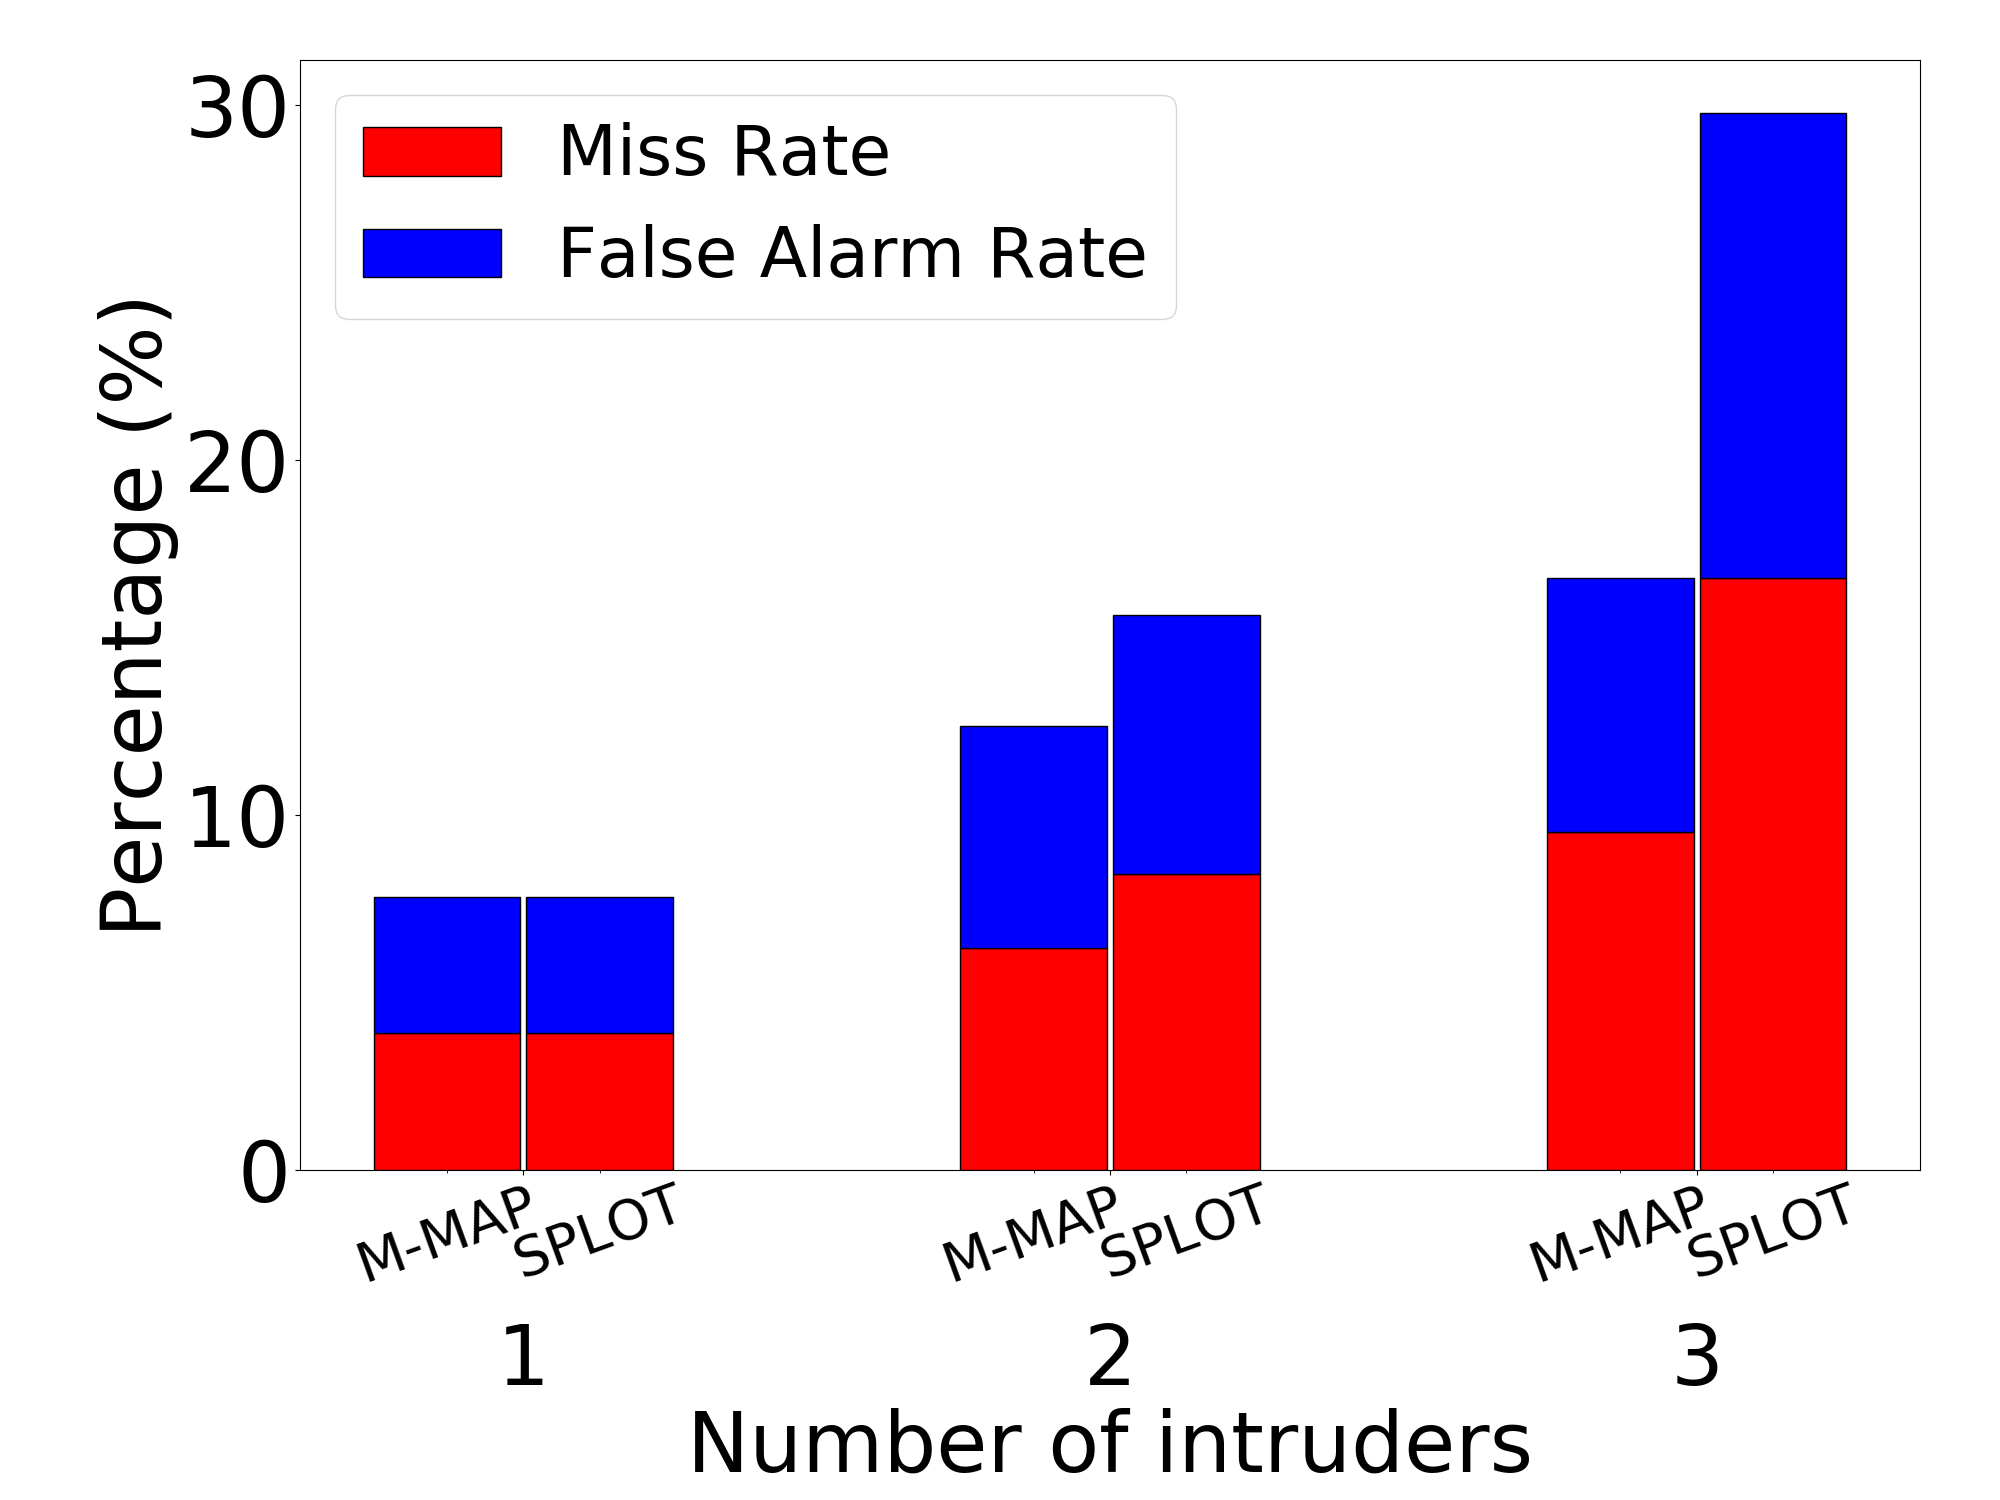 30
Miss Rate
False Alarm Rate
20
10
0
Percentage (%)
M-MAP SPLOT M-MAP SPLOT M-MAP SPLOT
1 2 3
Number of intruders